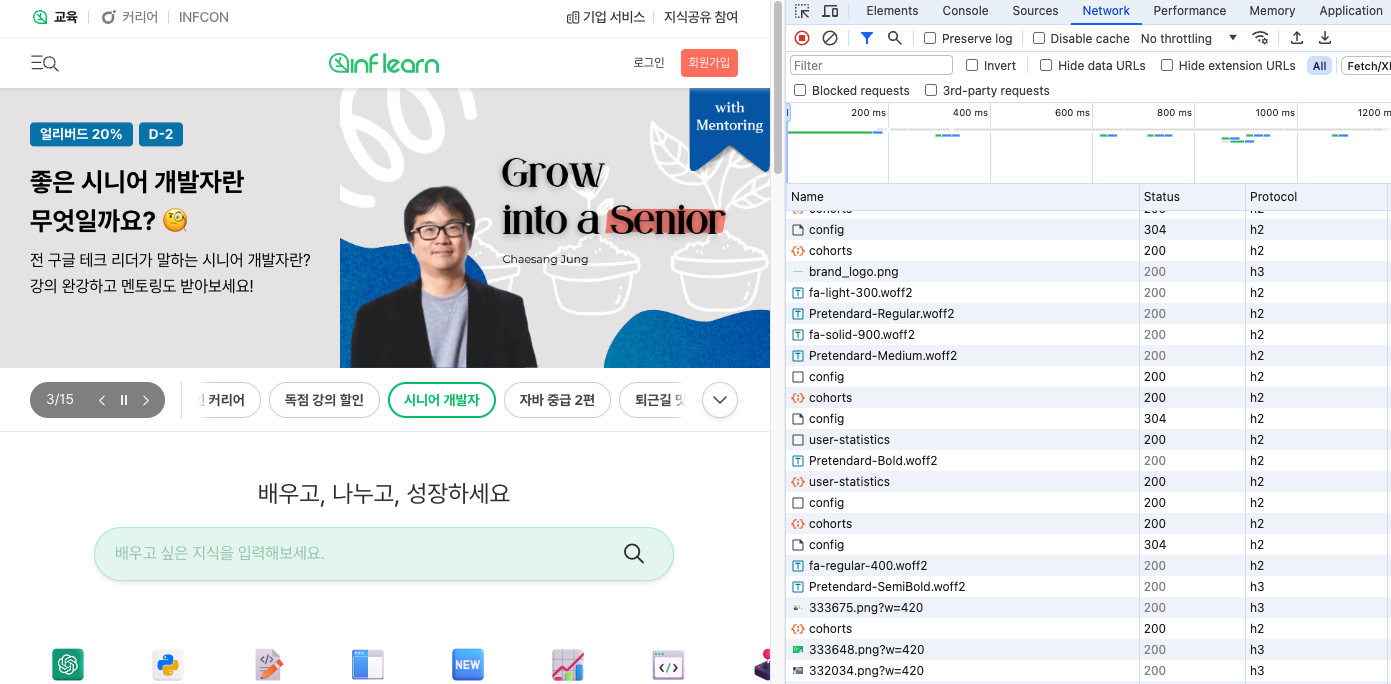 교육
커리어
INFCON
기업 서비스
지식공유 참여
inflearn
로그인
회원가입
얼리버드 20%
D-2
좋은 시니어 개발자란
무엇일까요? 🧐
전 구글 테크 리더가 말하는 시니어 개발자란?
강의 완강하고 멘토링도 받아보세요!
with
Mentoring
Grow
into a Senior
Chaesang Jung
3/15
커리어
독점 강의 할인
시니어 개발자
자바 중급 2편
퇴근길
배우고, 나누고, 성장하세요
배우고 싶은 지식을 입력해보세요.
NEW
Elements Console Sources Network Performance Memory Application
Preserve log Disable cache No throttling
Filter Invert Hide data URLs Hide extension URLs All Fetch/X
Blocked requests 3rd-party requests
200 ms 400 ms 600 ms 800 ms 1000 ms 1200 m
Name Status Protocol
cohorts 200 h2
config 304 h2
cohorts 200 h2
brand_logo.png 200 h3
fa-light-300.woff2 200 h2
Pretendard-Regular.woff2 200 h2
fa-solid-900.woff2 200 h2
Pretendard-Medium.woff2 200 h2
config 200 h2
cohorts 200 h2
config 304 h2
user-statistics 200 h2
Pretendard-Bold.woff2 200 h2
user-statistics 200 h2
config 200 h2
cohorts 200 h2
config 304 h2
fa-regular-400.woff2 200 h2
Pretendard-SemiBold.woff2 200 h3
333675.png?w=420 200 h3
cohorts 200 h2
333648.png?w=420 200 h3
332034.png?w=420 200 h3